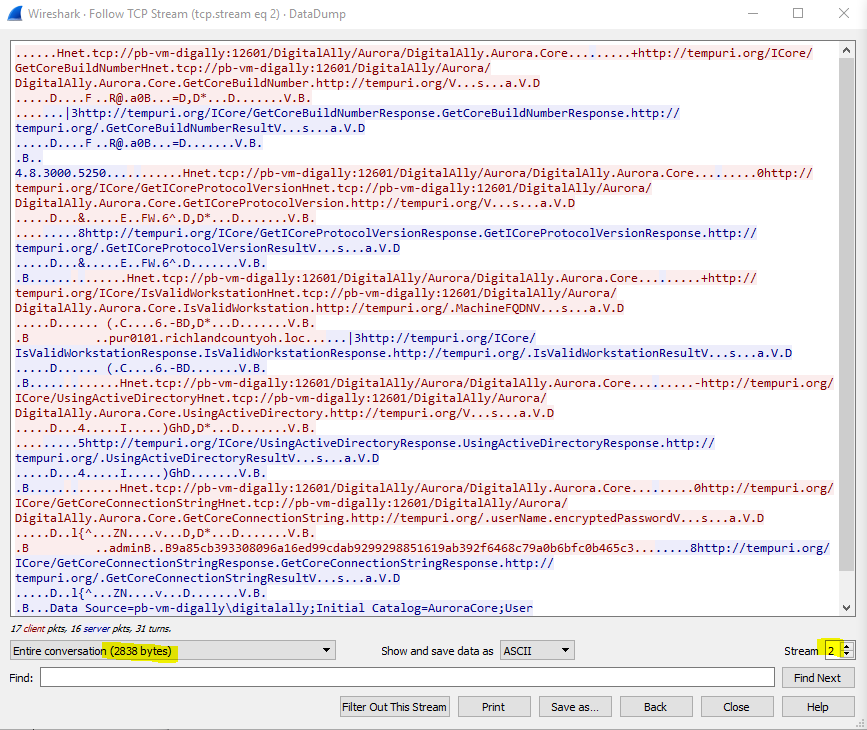 Wireshark · Follow TCP Stream (tcp.stream eq 2) · DataDump
......Hnet.tcp://pb-vm-digally:12601/DigitalAlly/Aurora/DigitalAlly.Aurora.Core.........+http://tempuri.org/ICore/
GetCoreBuildNumberHnet.tcp://pb-vm-digally:12601/DigitalAlly/Aurora/
DigitalAlly.Aurora.Core.GetCoreBuildNumber.http://tempuri.org/V...s...a.V.D
.....D....F ..R@.a0B...=D,D*...D.......V.B.
.......|3http://tempuri.org/ICore/GetCoreBuildNumberResponse.GetCoreBuildNumberResponse.http://
tempuri.org/.GetCoreBuildNumberResultV...s...a.V.D
.....D....F ..R@.a0B...=D.......V.B.
.B..
4.8.3000.5250...........Hnet.tcp://pb-vm-digally:12601/DigitalAlly/Aurora/DigitalAlly.Aurora.Core.........0http://
tempuri.org/ICore/GetICoreProtocolVersionHnet.tcp://pb-vm-digally:12601/DigitalAlly/Aurora/
DigitalAlly.Aurora.Core.GetICoreProtocolVersion.http://tempuri.org/V...s...a.V.D
.....D...&.....E..FW.6^.D,D*...D.......V.B.
.........8http://tempuri.org/ICore/GetICoreProtocolVersionResponse.GetICoreProtocolVersionResponse.http://
tempuri.org/.GetICoreProtocolVersionResultV...s...a.V.D
.....D...&.....E..FW.6^.D.......V.B.
.B..............Hnet.tcp://pb-vm-digally:12601/DigitalAlly/Aurora/DigitalAlly.Aurora.Core.........+http://
tempuri.org/ICore/IsValidWorkstationHnet.tcp://pb-vm-digally:12601/DigitalAlly/Aurora/
DigitalAlly.Aurora.Core.IsValidWorkstation.http://tempuri.org/.MachineFQDNV...s...a.V.D
.....D...... (.C....6.-BD,D*...D.......V.B.
.B ..pur0101.richlandcountyoh.loc......|3http://tempuri.org/ICore/
IsValidWorkstationResponse.IsValidWorkstationResponse.http://tempuri.org/.IsValidWorkstationResultV...s...a.V.D
.....D...... (.C....6.-BD.......V.B.
.B.............Hnet.tcp://pb-vm-digally:12601/DigitalAlly/Aurora/DigitalAlly.Aurora.Core.........-http://tempuri.org/
ICore/UsingActiveDirectoryHnet.tcp://pb-vm-digally:12601/DigitalAlly/Aurora/
DigitalAlly.Aurora.Core.UsingActiveDirectory.http://tempuri.org/V...s...a.V.D
.....D...4.....I.....)GhD,D*...D.......V.B.
.........5http://tempuri.org/ICore/UsingActiveDirectoryResponse.UsingActiveDirectoryResponse.http://
tempuri.org/.UsingActiveDirectoryResultV...s...a.V.D
.....D...4.....I.....)GhD.......V.B.
.B.............Hnet.tcp://pb-vm-digally:12601/DigitalAlly/Aurora/DigitalAlly.Aurora.Core.........0http://tempuri.org/
ICore/GetConnectionStringHnet.tcp://pb-vm-digally:12601/DigitalAlly/Aurora/
DigitalAlly.Aurora.Core.GetCoreConnectionString.http://tempuri.org/.userName.encryptedPasswordV...s...a.V.D
.....D..l{^...ZN....v...D,D*...D.......V.B.
.B ..adminB..B9a85cb393308096a16ed99cdab9299298851619ab392f6468c79a0b6bfc0b465c3........8http://tempuri.org/
ICore/GetCoreConnectionStringResponse.GetCoreConnectionStringResponse.http://
tempuri.org/.GetCoreConnectionStringResultV...s...a.V.D
.....D..l{^...ZN....v...D.......V.B.
.B...Data Source=pb-vm-digally\digitalally;Initial Catalog=AuroraCore;User
17 client pkts, 16 server pkts, 31 turns.
Entire conversation (2838 bytes) Show and save data as ASCII Stream 2
Find: Find Next
Filter Out This Stream Print Save as... Back Close Help